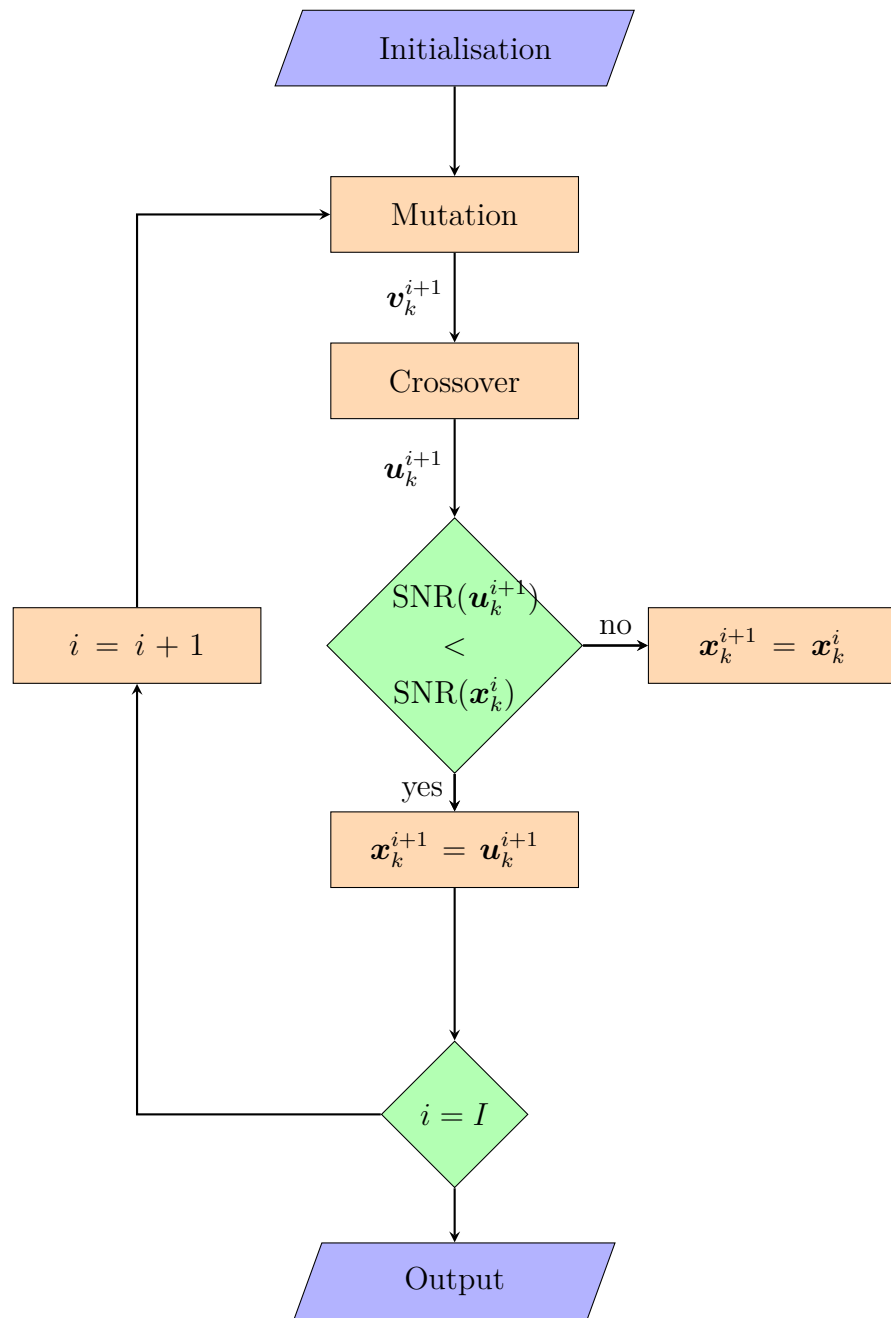 Initialisation
Mutation
v_k^{i+1}
Crossover
u_k^{i+1}
SNR(u_k^{i+1})
<
SNR(x_k^i)
no
x_k^{i+1} = x_k^i
i = i + 1
yes
x_k^{i+1} = u_k^{i+1}
i = I
Output